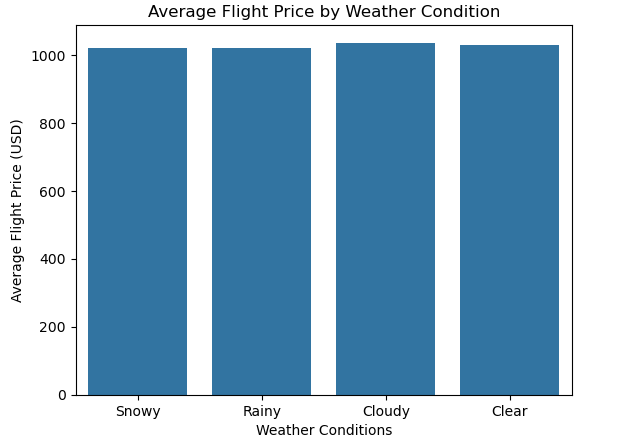 Average Flight Price by Weather Condition
Average Flight Price (USD)
1000
800
600
400
200
0
Snowy Rainy Cloudy Clear
Weather Conditions